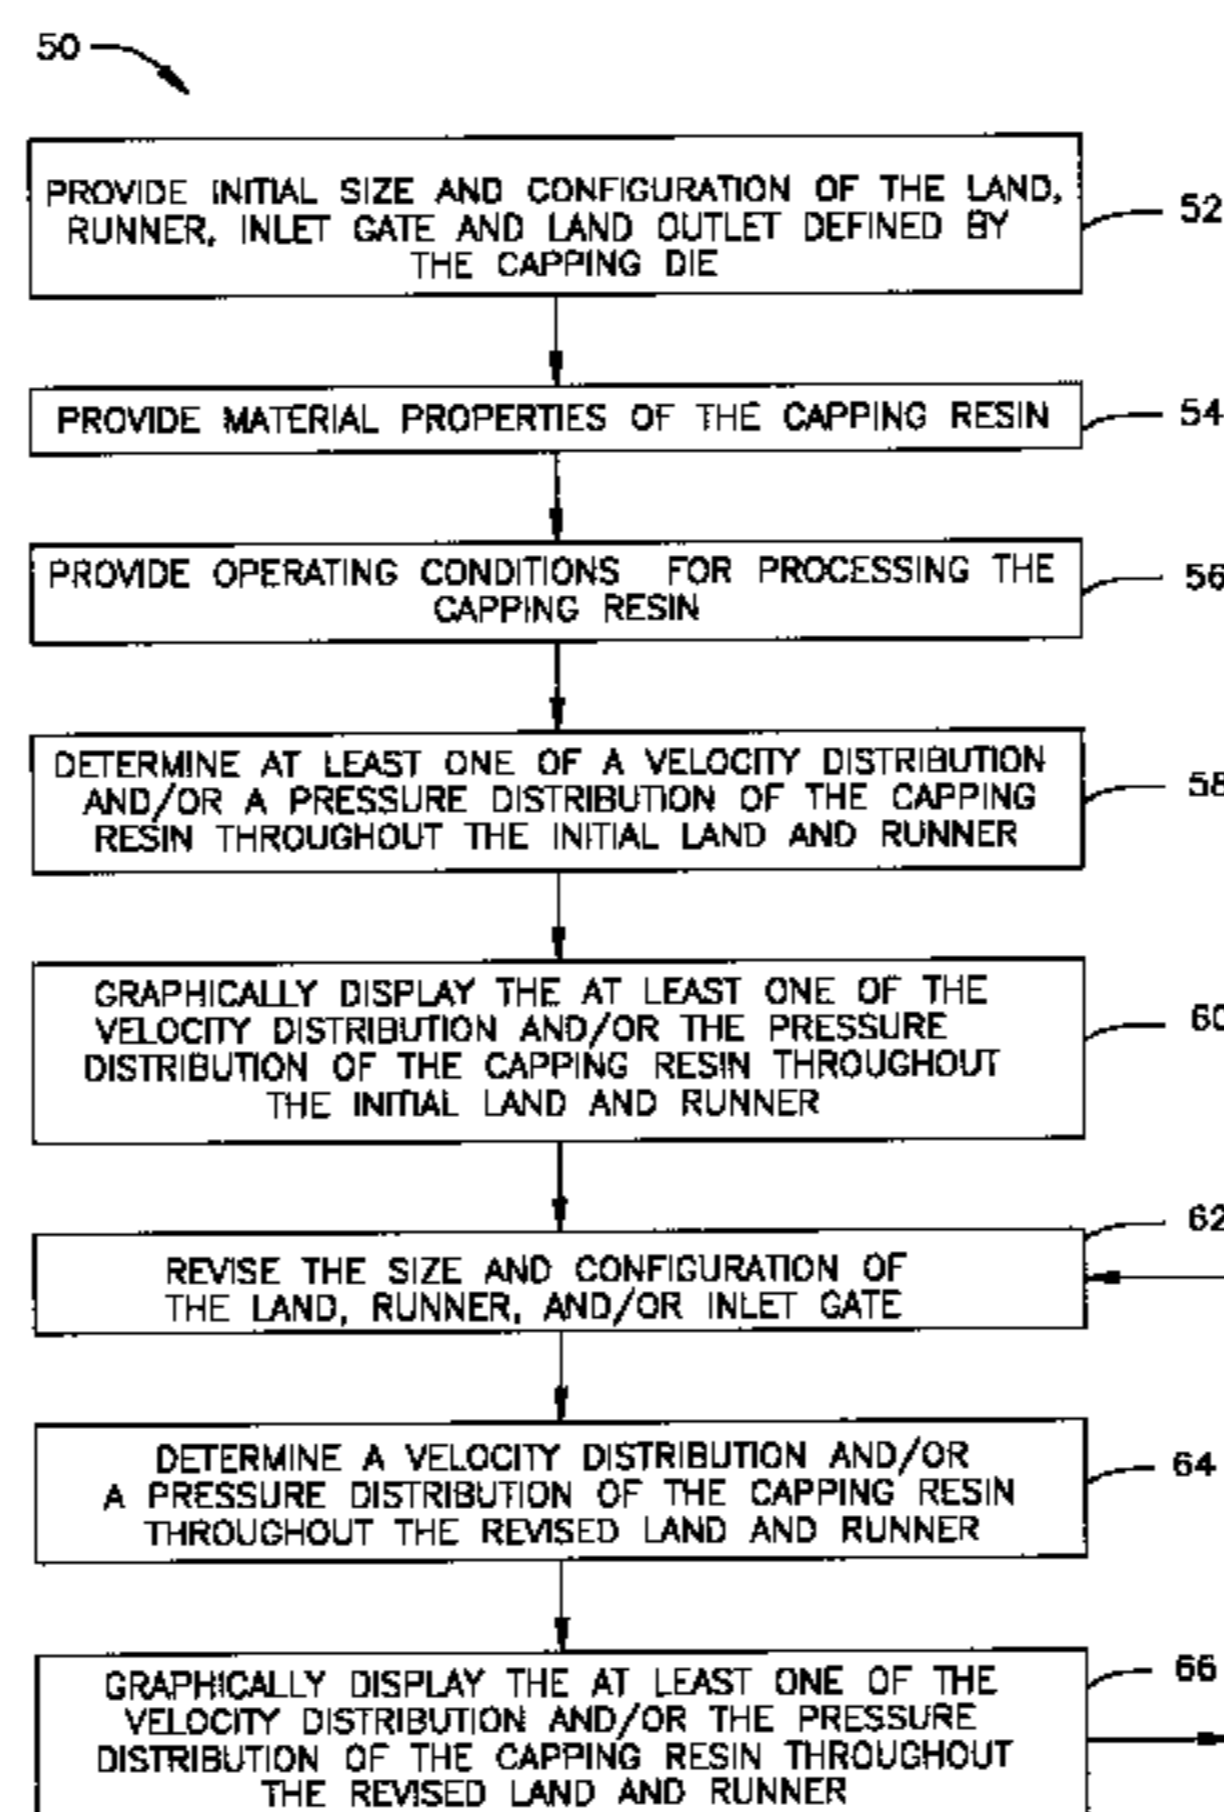 50
PROVIDE INITIAL SIZE AND CONFIGURATION OF THE LAND,
RUNNER, INLET GATE AND LAND OUTLET DEFINED BY
THE CAPPING DIE
52
PROVIDE MATERIAL PROPERTIES OF THE CAPPING RESIN
54
PROVIDE OPERATING CONDITIONS FOR PROCESSING THE
CAPPING RESIN
56
DETERMINE AT LEAST ONE OF A VELOCITY DISTRIBUTION
AND/OR A PRESSURE DISTRIBUTION OF THE CAPPING
RESIN THROUGHOUT THE INITIAL LAND AND RUNNER
58
GRAPHICALLY DISPLAY THE AT LEAST ONE OF THE
VELOCITY DISTRIBUTION AND/OR THE PRESSURE
DISTRIBUTION OF THE CAPPING RESIN THROUGHOUT
THE INITIAL LAND AND RUNNER
60
REVISE THE SIZE AND CONFIGURATION OF
THE LAND, RUNNER, AND/OR INLET GATE
62
DETERMINE A VELOCITY DISTRIBUTION AND/OR
A PRESSURE DISTRIBUTION OF THE CAPPING RESIN
THROUGHOUT THE REVISED LAND AND RUNNER
64
GRAPHICALLY DISPLAY THE AT LEAST ONE OF THE
VELOCITY DISTRIBUTION AND/OR THE PRESSURE
DISTRIBUTION OF THE CAPPING RESIN THROUGHOUT
THE REVISED LAND AND RUNNER
66